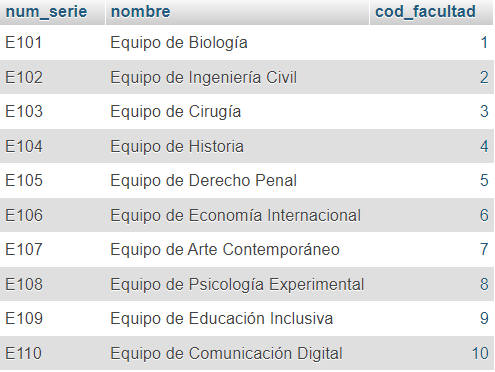 num_serie nombre cod_facultad
E101 Equipo de Biología 1
E102 Equipo de Ingeniería Civil 2
E103 Equipo de Cirugía 3
E104 Equipo de Historia 4
E105 Equipo de Derecho Penal 5
E106 Equipo de Economía Internacional 6
E107 Equipo de Arte Contemporáneo 7
E108 Equipo de Psicología Experimental 8
E109 Equipo de Educación Inclusiva 9
E110 Equipo de Comunicación Digital 10